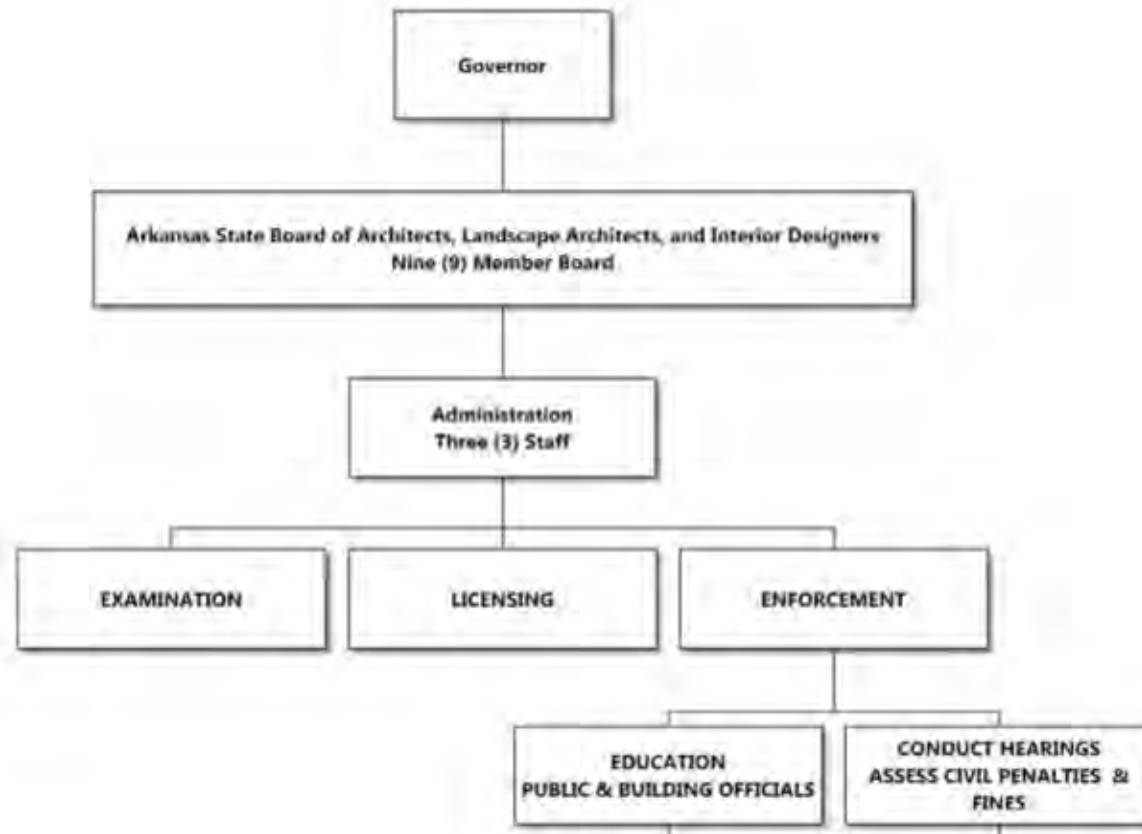 Governor
Arkansas State Board of Architects, Landscape Architects, and Interior Designers
Nine (9) Member Board
Administration
Three (3) Staff
EXAMINATION
LICENSING
ENFORCEMENT
EDUCATION
PUBLIC & BUILDING OFFICIALS
CONDUCT HEARINGS
ASSESS CIVIL PENALTIES &
FINES